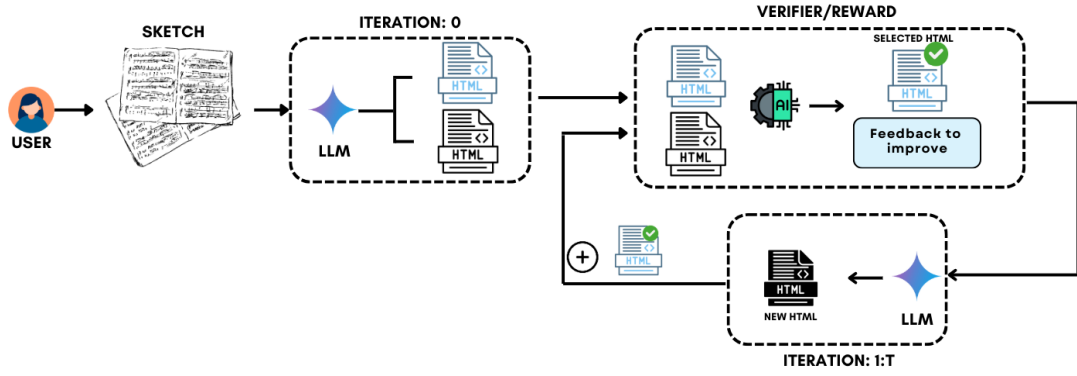 SKETCH
USER
ITERATION: 0
LLM
HTML
HTML
VERIFIER/REWARD
HTML
HTML
AI
SELECTED HTML
HTML
Feedback to
improve
+
HTML
HTML
NEW HTML
LLM
ITERATION: 1:T